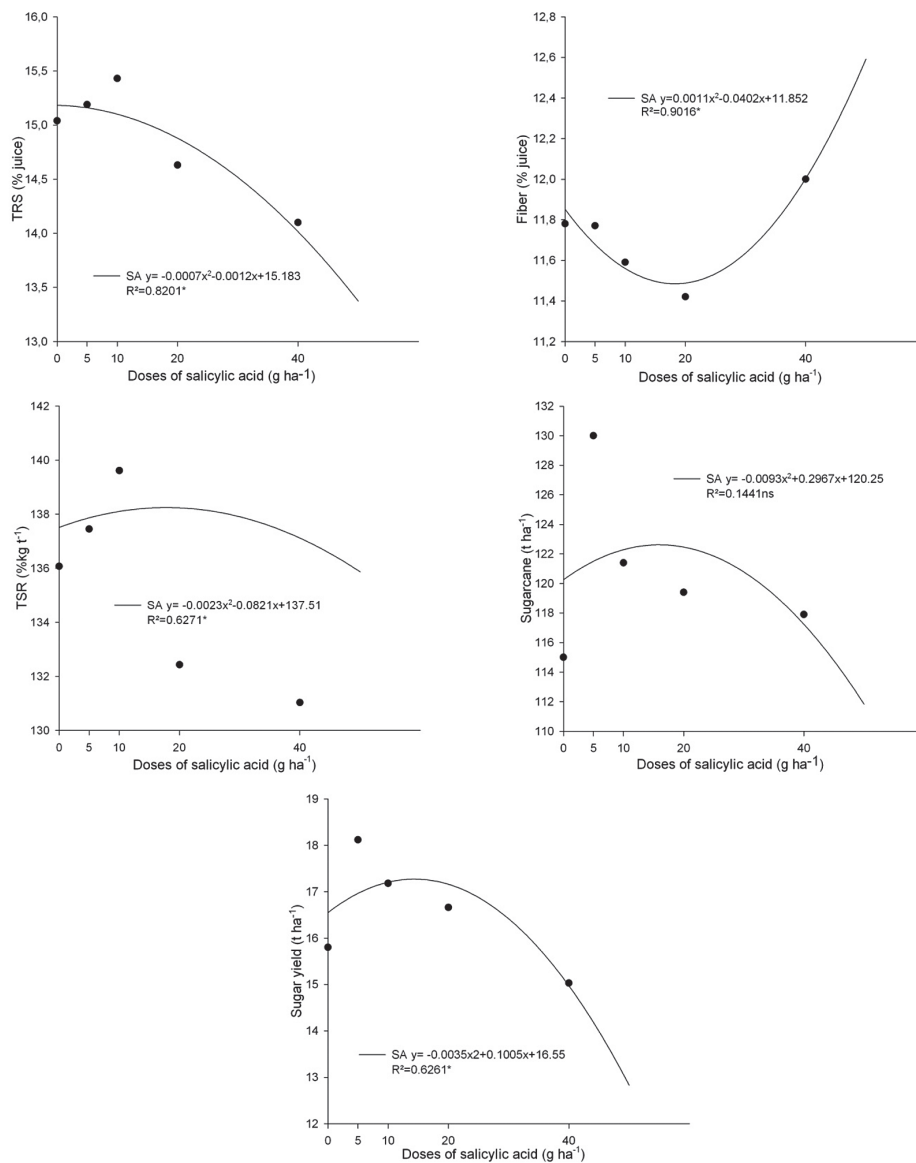 16,0
15,5
15,0
14,5
14,0
13,5
13,0
TRS (% juice)
SA y= -0.0007x²-0.0012x+15.183
R²=0.8201*
0 5 10 20 40
Doses of salicylic acid (g ha-¹)
12,8
12,6
12,4
12,2
12,0
11,8
11,6
11,4
11,2
Fiber (% juice)
SA y=0.0011x²-0.0402x+11.852
R²=0.9016*
0 5 10 20 40
Doses of salicylic acid (g ha⁻¹)
142
140
138
136
134
132
130
TSR (%kg t⁻¹)
SA y= -0.0023x²-0.0821x+137.51
R²=0.6271*
0 5 10 20 40
Doses of salicylic acid (g ha⁻¹)
132
130
128
126
124
122
120
118
116
114
112
110
Sugarcane (t ha⁻¹)
SA y= -0.0093x²+0.2967x+120.25
R²=0.1441ns
0 5 10 20 40
Doses of salicylic acid (g ha-¹)
19
18
17
16
15
14
13
12
Sugar yield (t ha⁻¹)
SA y= -0.0035x2+0.1005x+16.55
R²=0.6261*
0 5 10 20 40
Doses of salicylic acid (g ha⁻¹)